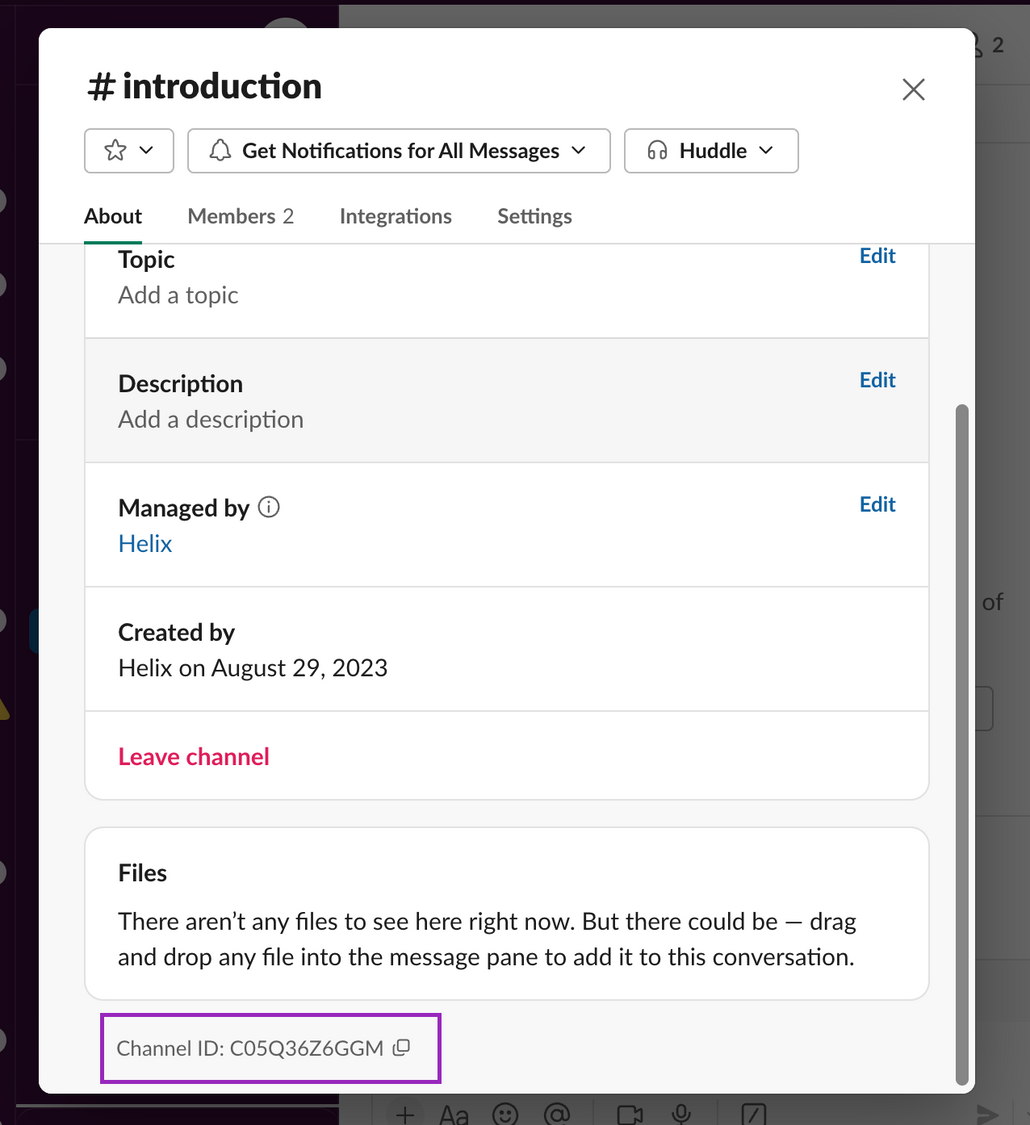 2
# introduction
Get Notifications for All Messages
Huddle
About
Members 2
Integrations
Settings
Topic
Edit
Add a topic
Description
Edit
Add a description
Managed by
Edit
Helix
of
Created by
Helix on August 29, 2023
Leave channel
Files
There aren’t any files to see here right now. But there could be — drag
and drop any file into the message pane to add it to this conversation.
Channel ID: C05Q36Z6GGM
Aa